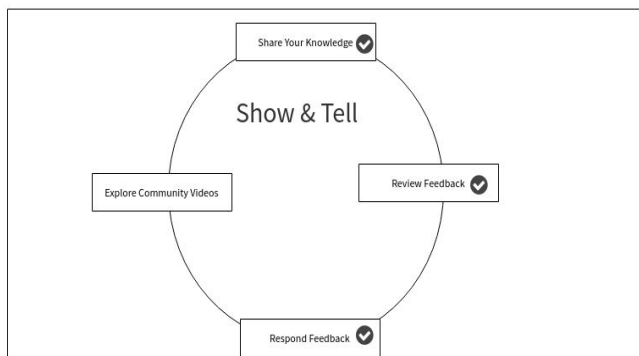 Share Your Knowledge
Show & Tell
Explore Community Videos
Review Feedback
Respond Feedback